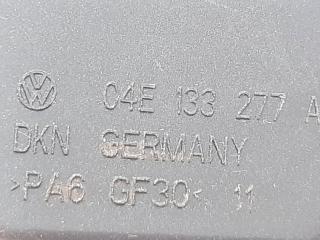 04E 133 277 A
DKN GERMANY
>PA6 GF30< 11